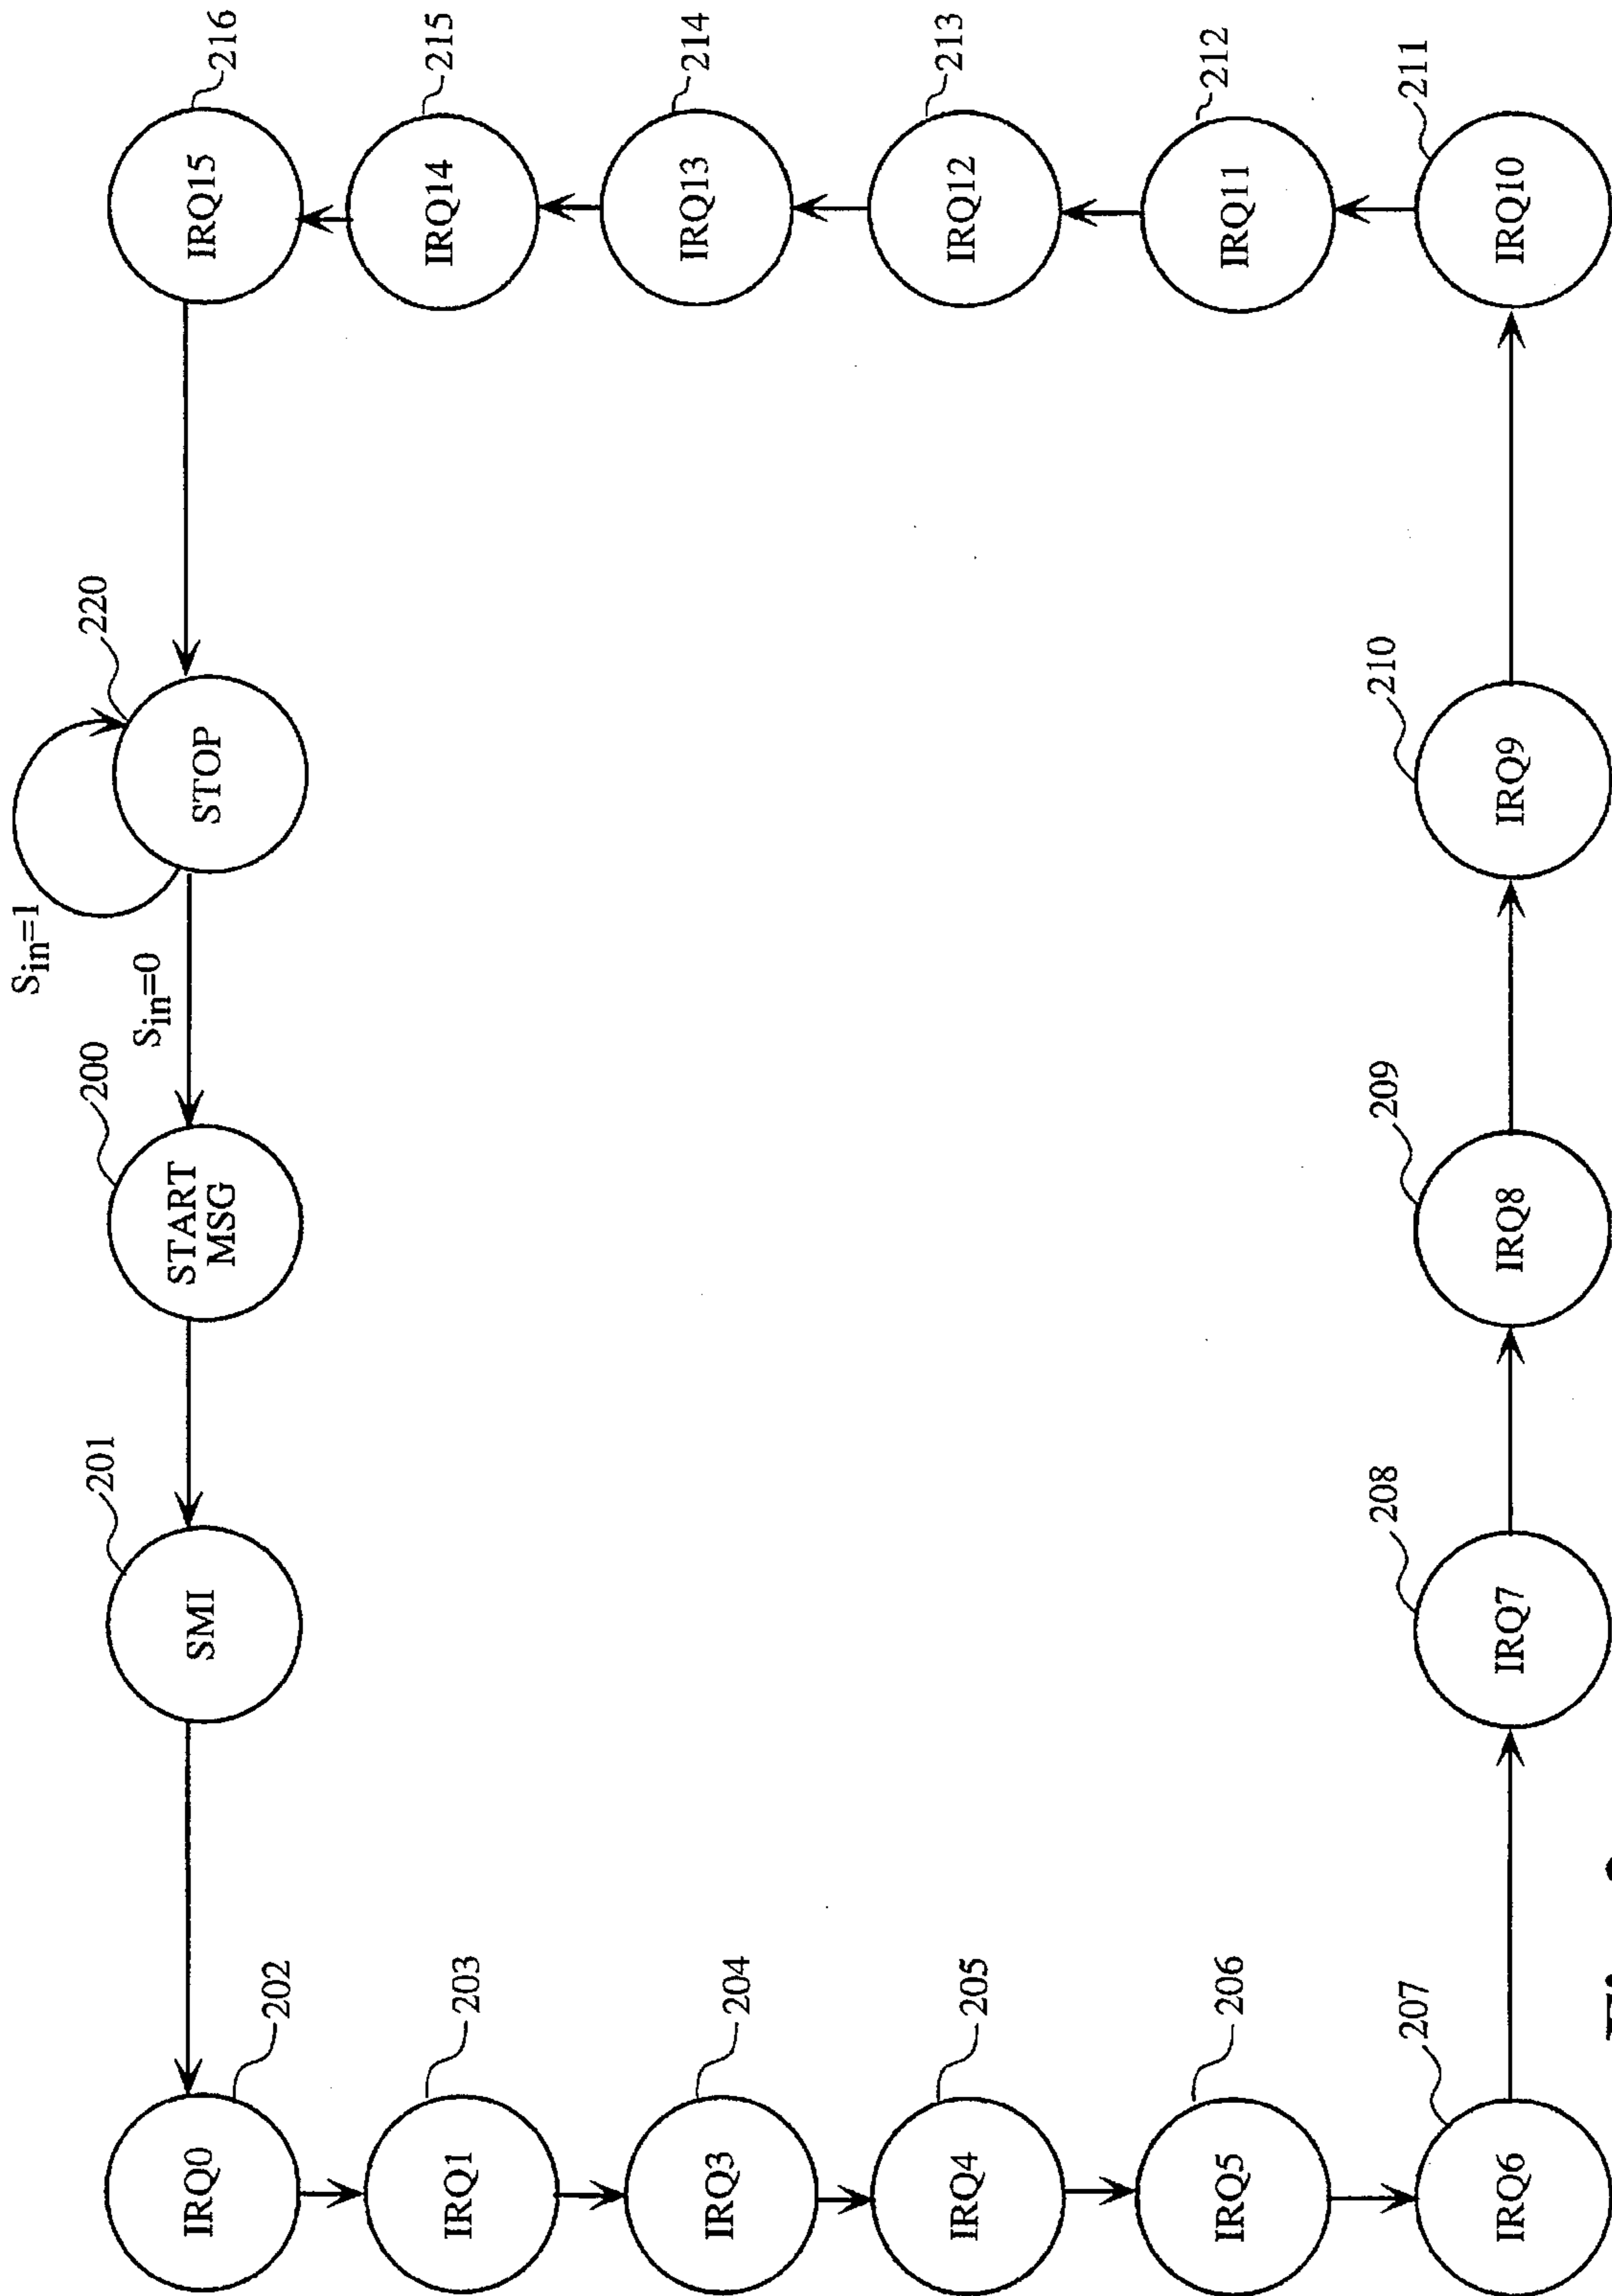 S_in=1
201
200
S_in=0
220
216
IRQ0
SMI
START
MSG
STOP
IRQ15
202
215
IRQ1
IRQ14
203
214
IRQ3
IRQ13
204
213
IRQ4
IRQ12
205
212
IRQ5
IRQ11
206
207
208
209
210
211
IRQ6
IRQ7
IRQ8
IRQ9
IRQ10